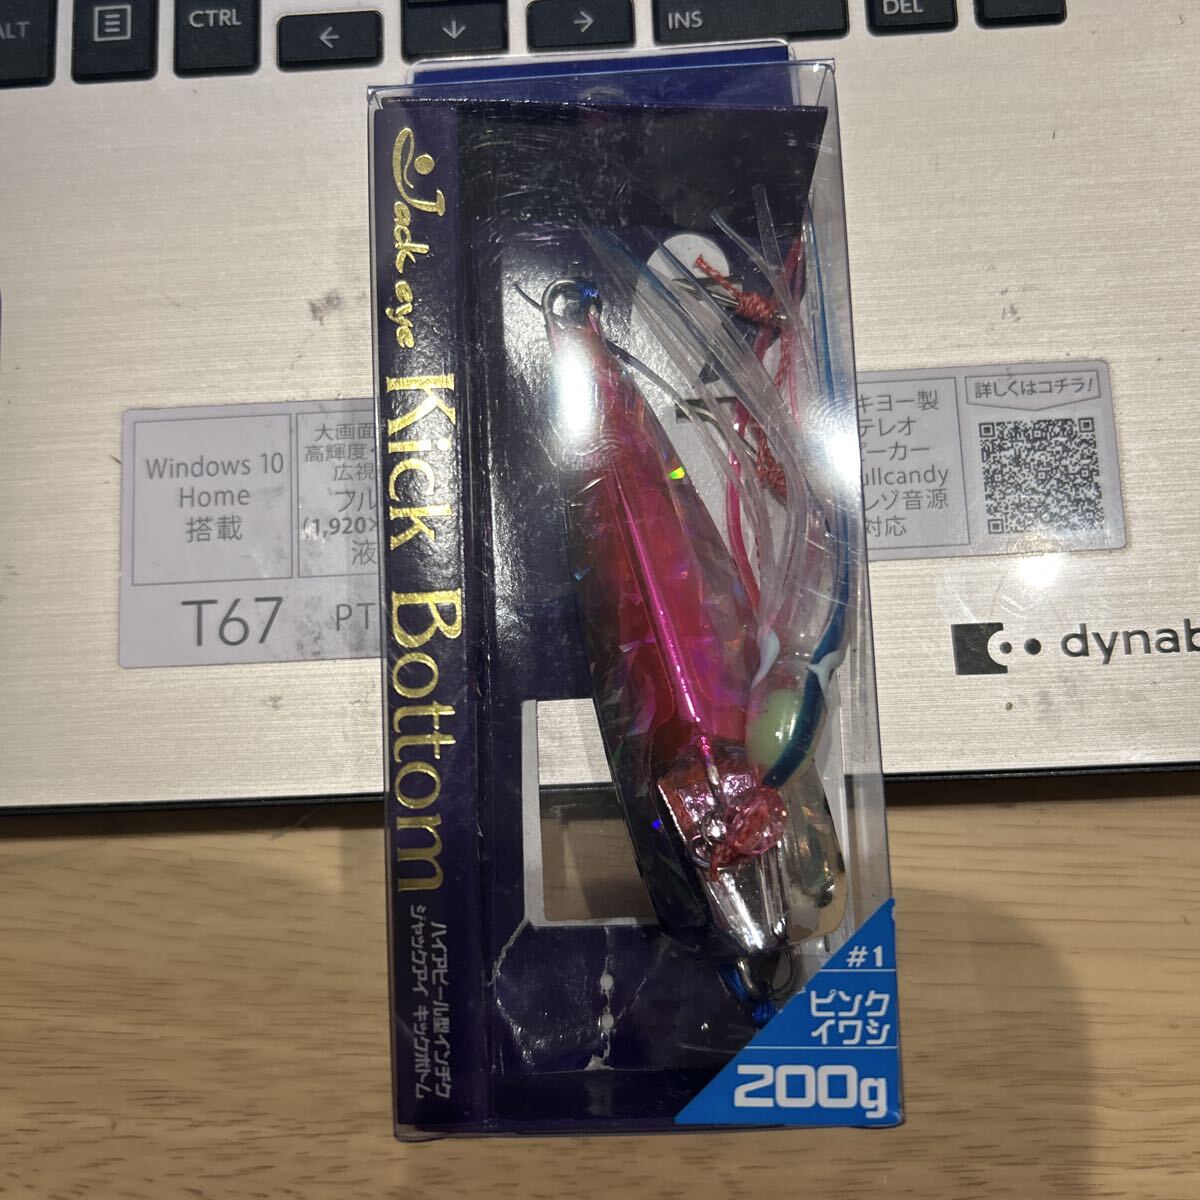 ALT
CTRL
←
↓
→
INS
DEL
Jack eye
Kick Bottom
ハイアピール型インチク
ジャックアイ キックボトム
#1
ピンク
イワシ
200g
Windows 10
Home
搭載
大画面
高輝度・
広視
フル
(1,920×
液
T67
PT
キヨー製
テレオ
ーカー
ullcandy
レゾ音源
対応
詳しくはコチラ!
dynab